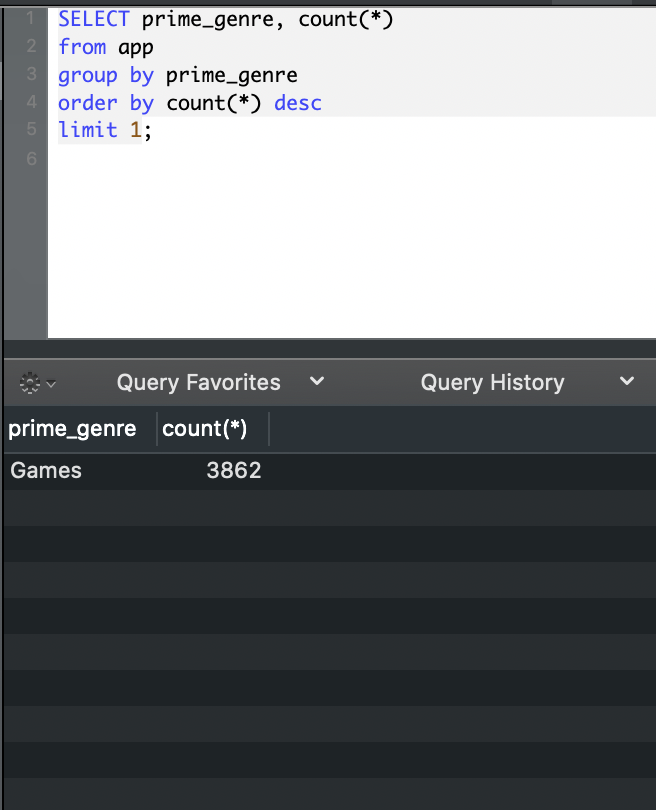 1 SELECT prime_genre, count(*)
2 from app
3 group by prime_genre
4 order by count(*) desc
5 limit 1;
6
Query Favorites Query History
prime_genre count(*)
Games 3862